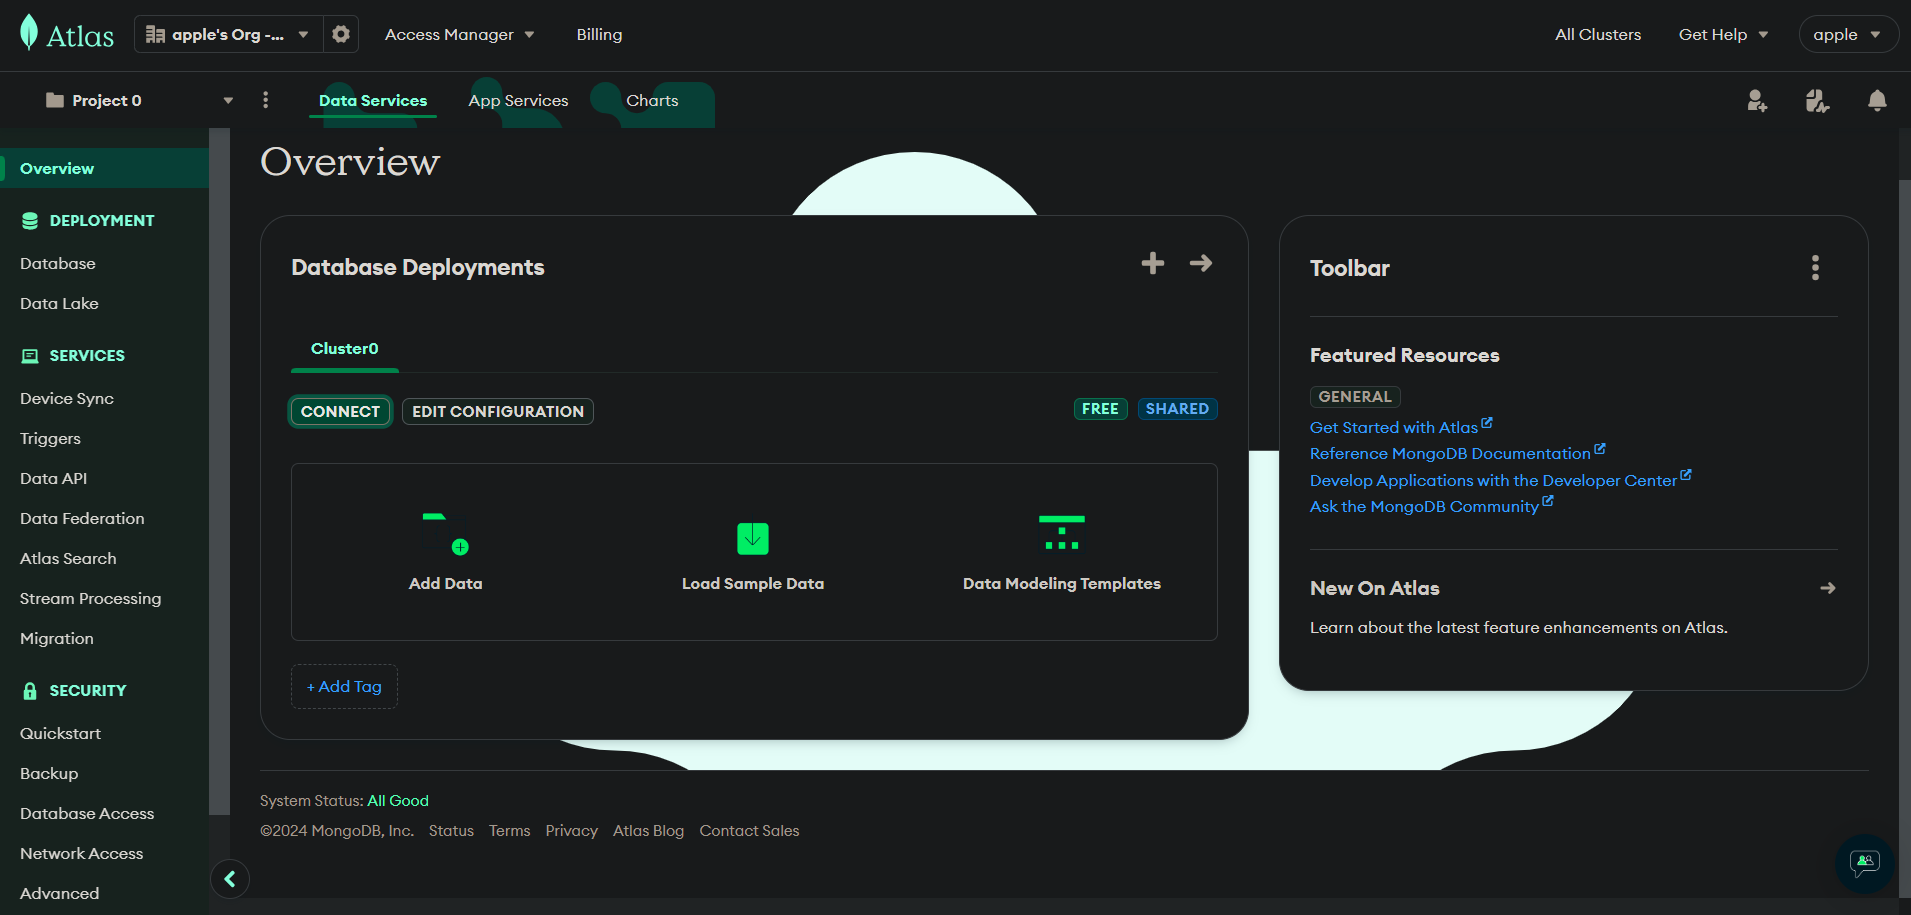 Atlas
apple's Org -...
Access Manager
Billing
All Clusters
Get Help
apple
Project 0
Data Services
App Services
Charts
Overview
DEPLOYMENT
Database
Data Lake
SERVICES
Device Sync
Triggers
Data API
Data Federation
Atlas Search
Stream Processing
Migration
SECURITY
Quickstart
Backup
Database Access
Network Access
Advanced
Overview
Database Deployments
Cluster0
CONNECT
EDIT CONFIGURATION
FREE
SHARED
Add Data
Load Sample Data
Data Modeling Templates
+ Add Tag
Toolbar
Featured Resources
GENERAL
Get Started with Atlas
Reference MongoDB Documentation
Develop Applications with the Developer Center
Ask the MongoDB Community
New On Atlas
Learn about the latest feature enhancements on Atlas.
System Status: All Good
©2024 MongoDB, Inc. Status Terms Privacy Atlas Blog Contact Sales